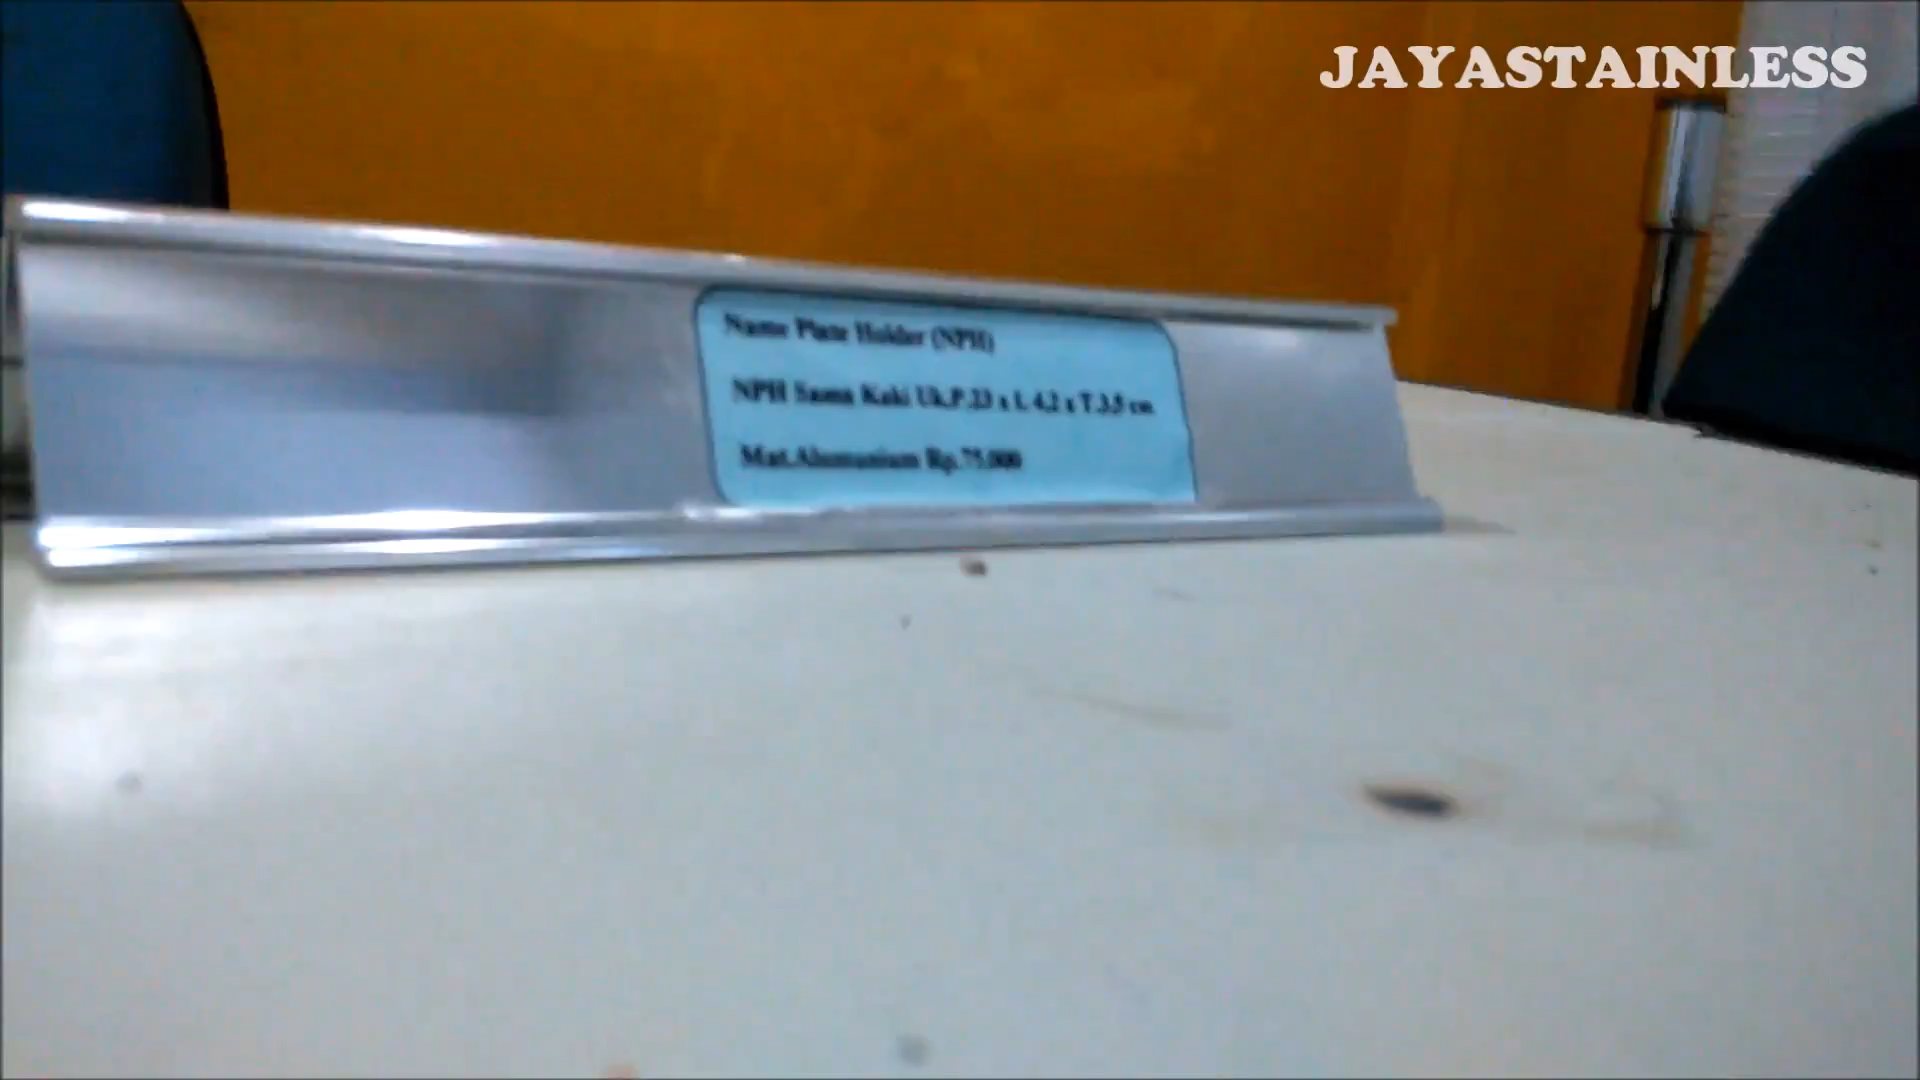 JAYASTAINLESS
Name Plate Holder (NPH)
NPH Sama Kaki Uk.P.23 x L 4,2 x T.3,5 cm
Mat.Alumunium Rp.75.000